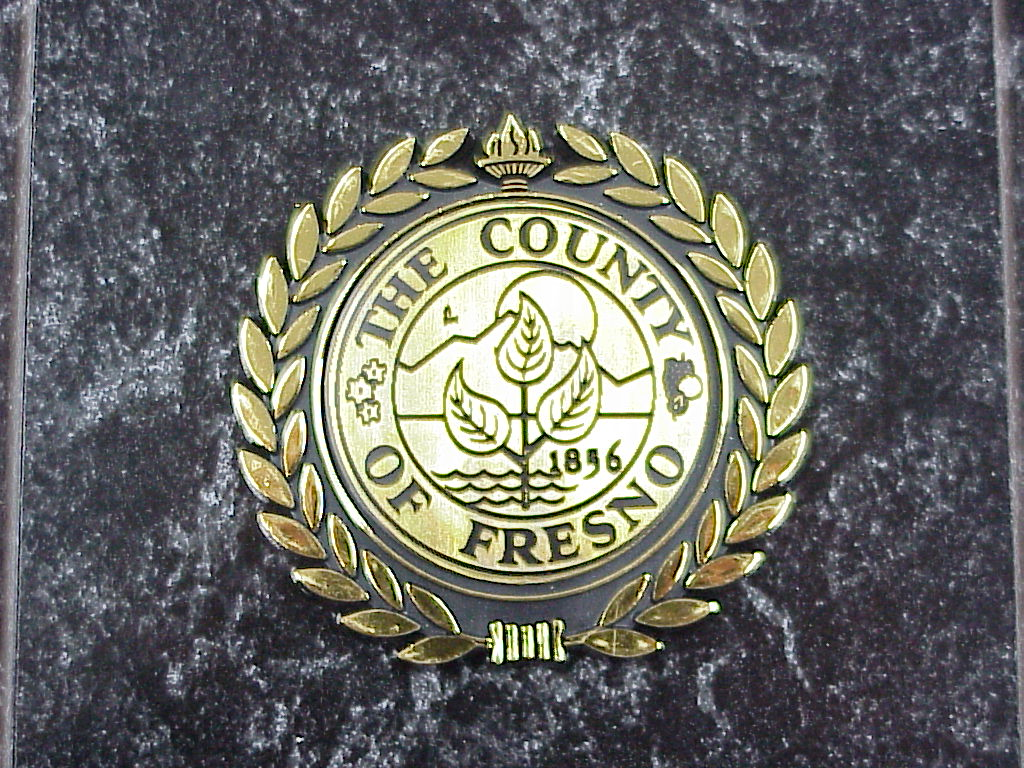 THE COUNTY
OF FRESNO
1856